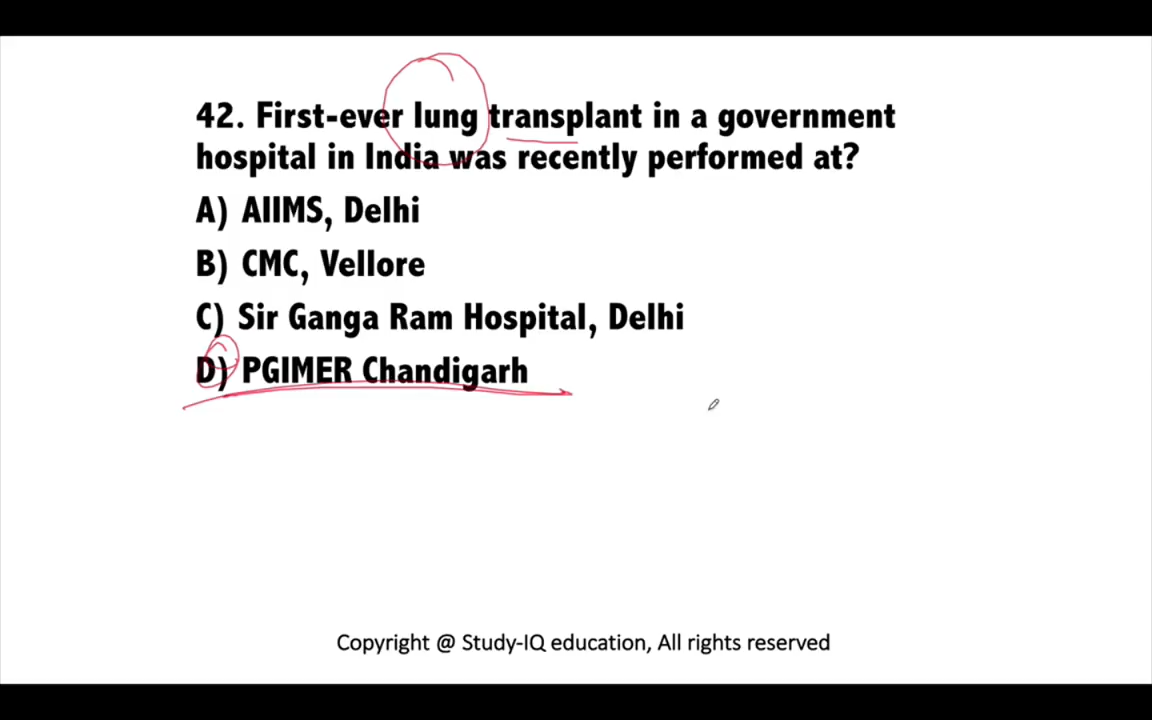 42. First-ever lung transplant in a government
hospital in India was recently performed at?
A) AIIMS, Delhi
B) CMC, Vellore
C) Sir Ganga Ram Hospital, Delhi
D) PGIMER Chandigarh
Copyright @ Study-IQ education, All rights reserved